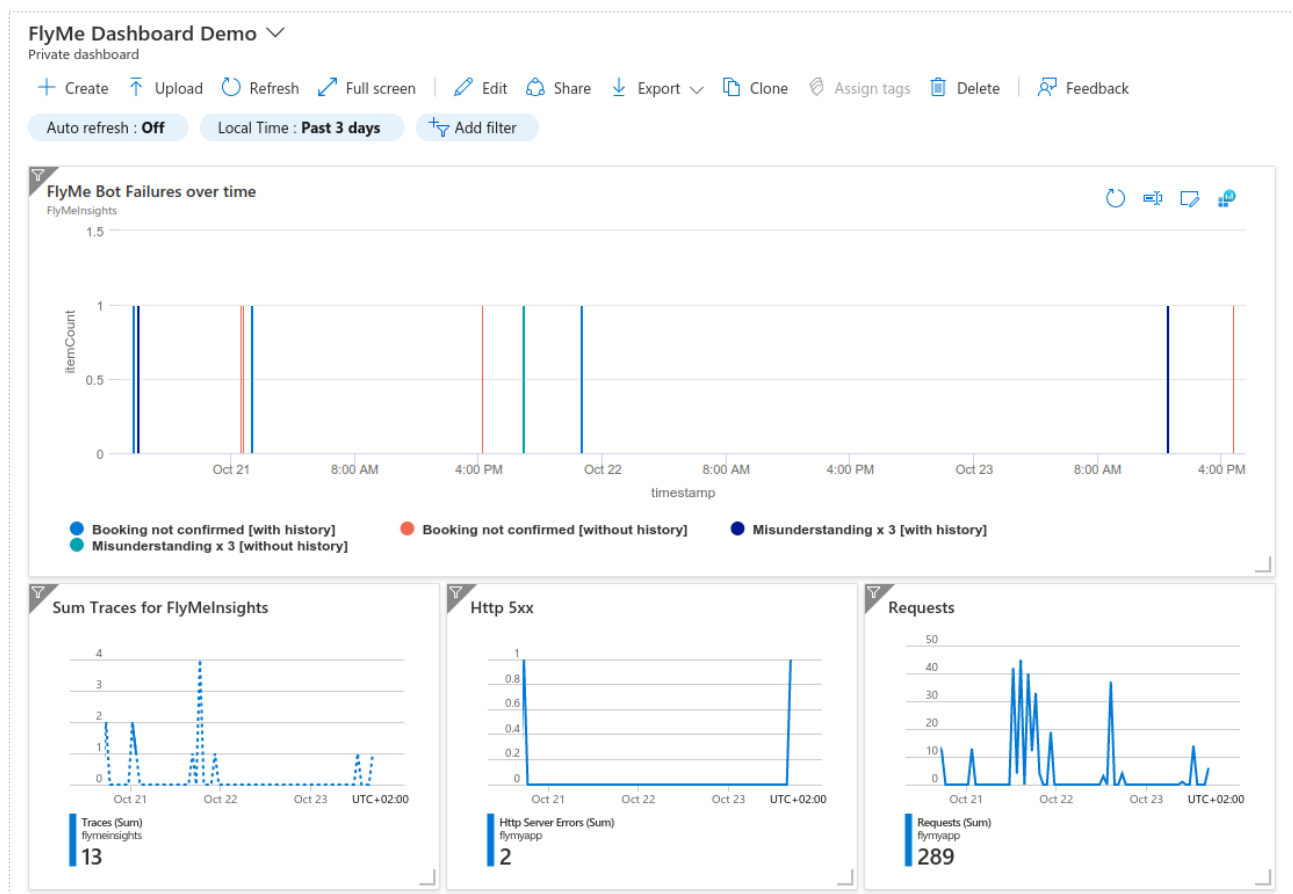 FlyMe Dashboard Demo
Private dashboard
Create Upload Refresh Full screen Edit Share Export Clone Assign tags Delete Feedback
Auto refresh : Off Local Time : Past 3 days Add filter
FlyMe Bot Failures over time
FlyMeInsights
1.5
1
0.5
0
itemCount
Oct 21 8:00 AM 4:00 PM Oct 22 8:00 AM 4:00 PM Oct 23 8:00 AM 4:00 PM
timestamp
Booking not confirmed [with history] Booking not confirmed [without history] Misunderstanding x 3 [with history]
Misunderstanding x 3 [without history]
Sum Traces for FlyMeInsights
4
3
2
1
0
Oct 21 Oct 22 Oct 23 UTC+02:00
Traces (Sum)
flymeinsights
13
Http 5xx
1
0.8
0.6
0.4
0.2
0
Oct 21 Oct 22 Oct 23 UTC+02:00
Http Server Errors (Sum)
flymyapp
2
Requests
50
40
30
20
10
0
Oct 21 Oct 22 Oct 23 UTC+02:00
Requests (Sum)
flymyapp
289